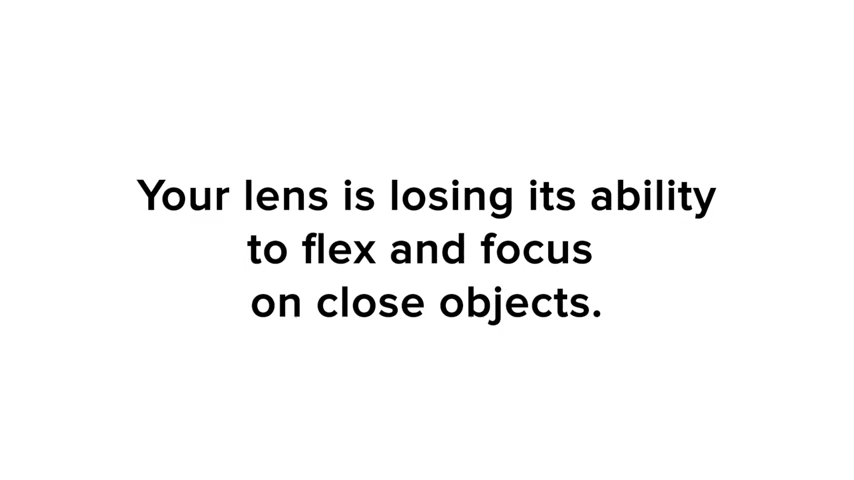 Your lens is losing its ability
to flex and focus
on close objects.